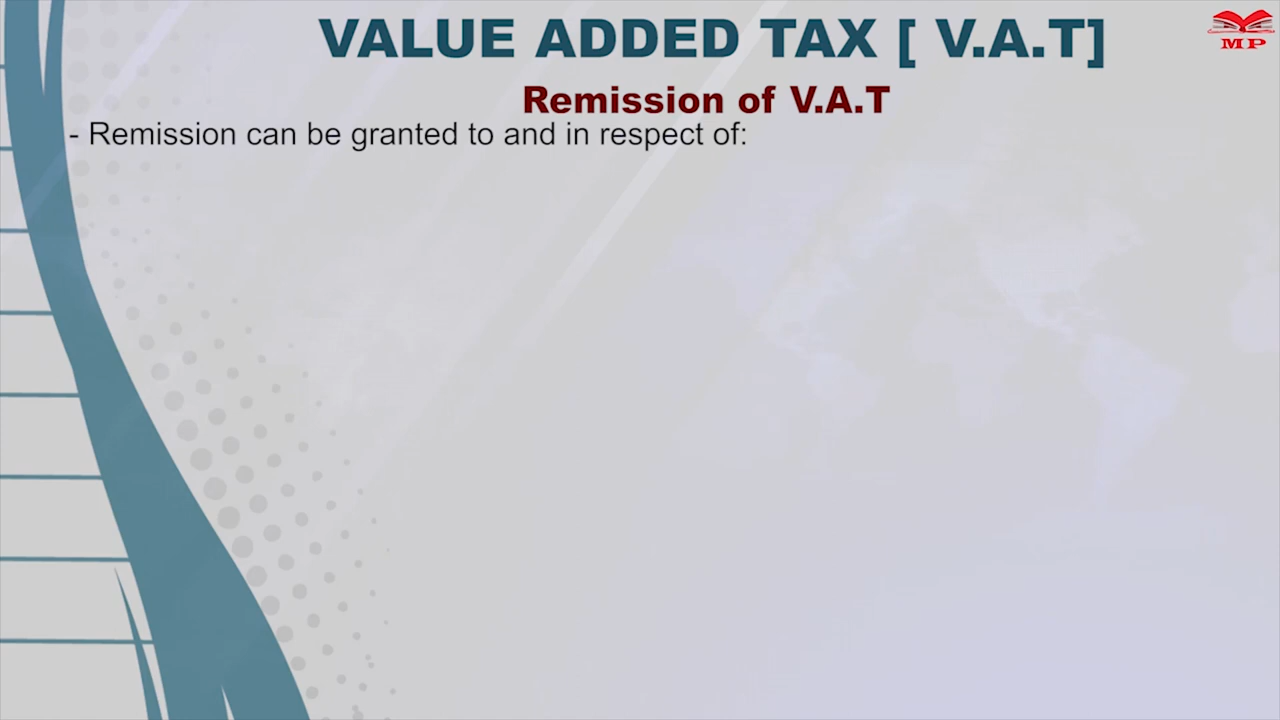 VALUE ADDED TAX [ V.A.T]
MP
Remission of V.A.T
- Remission can be granted to and in respect of: